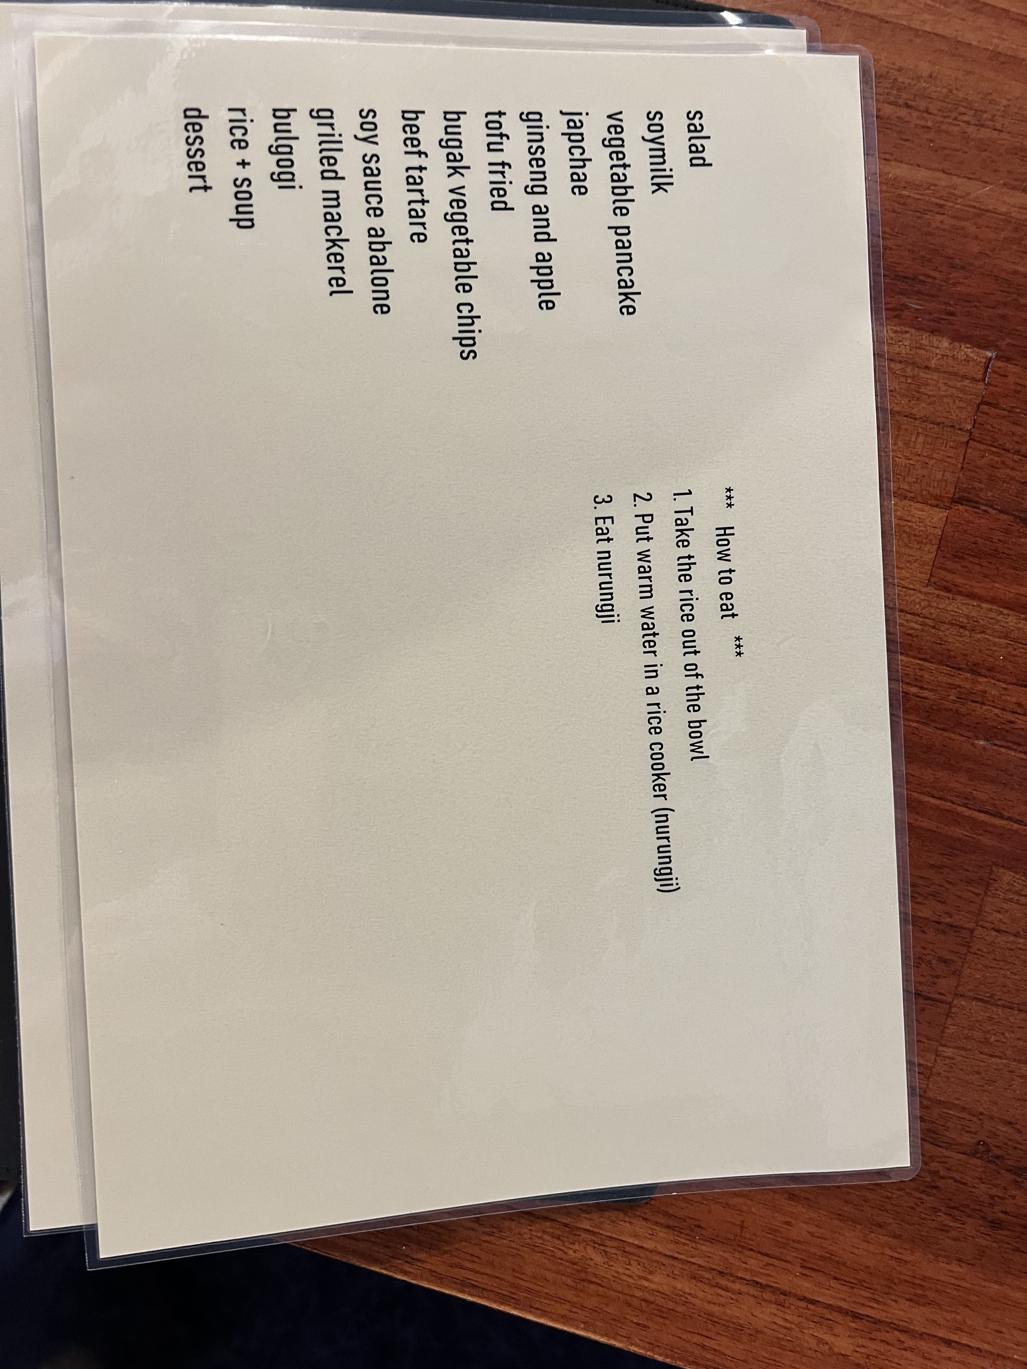 salad
soymilk
vegetable pancake
japchae
ginseng and apple
tofu fried
bugak vegetable chips
beef tartare
soy sauce abalone
grilled mackerel
bulgogi
rice + soup
dessert
*** How to eat ***
1. Take the rice out of the bowl
2. Put warm water in a rice cooker (nurungji)
3. Eat nurungji